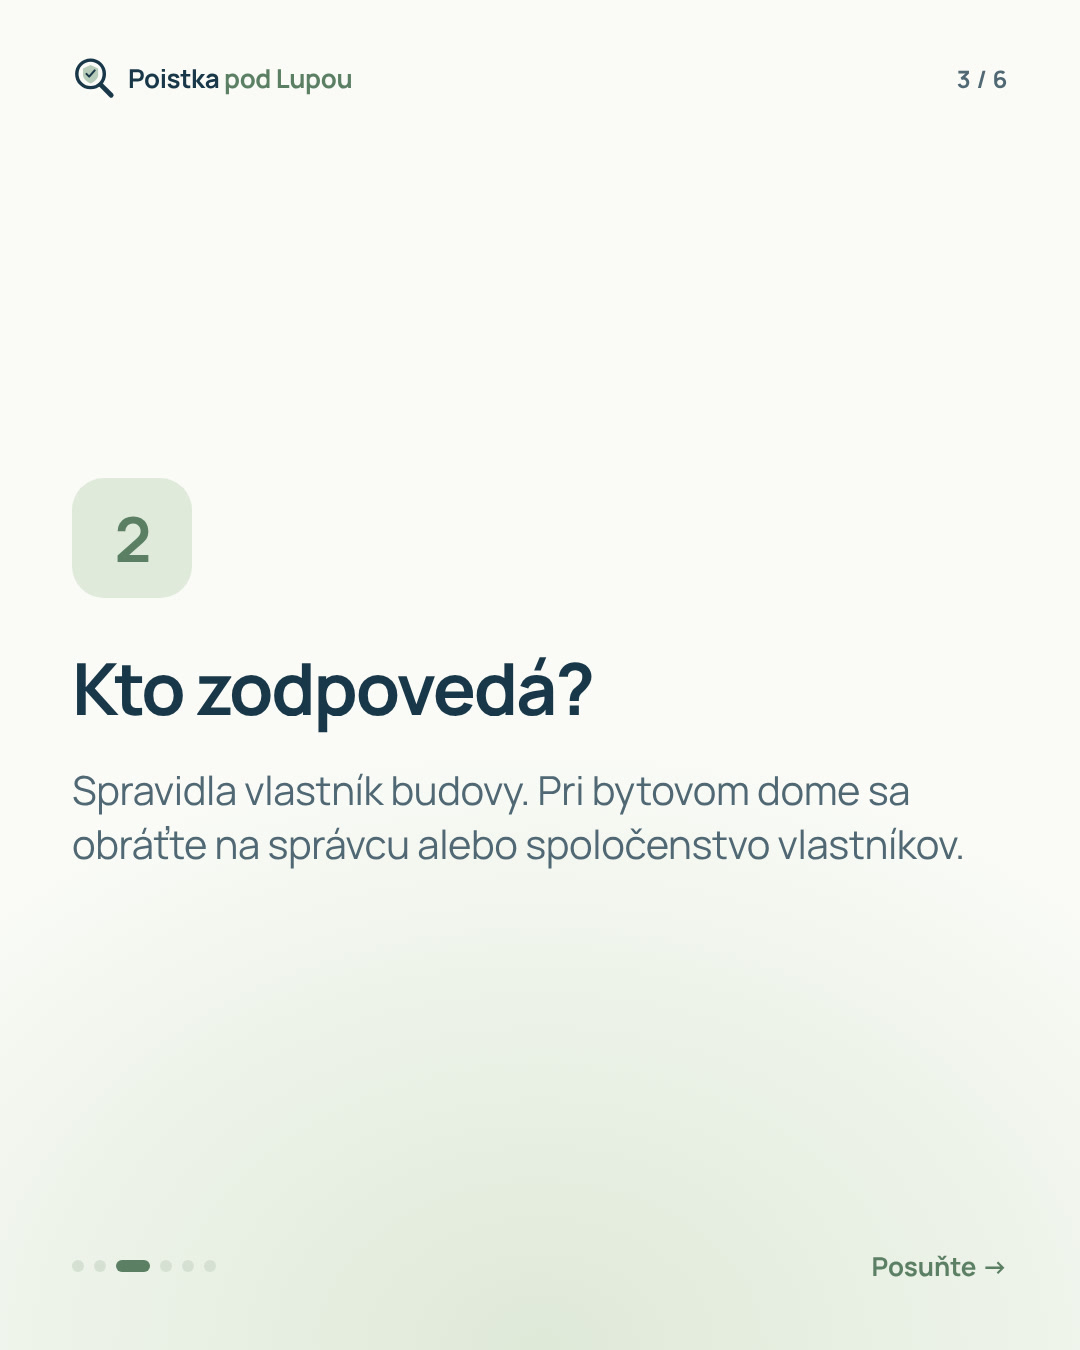 Poistka pod Lupou
3 / 6
2
Kto zodpovedá?
Spravidla vlastník budovy. Pri bytovom dome sa
obráťte na správcu alebo spoločenstvo vlastníkov.
Posuňte →